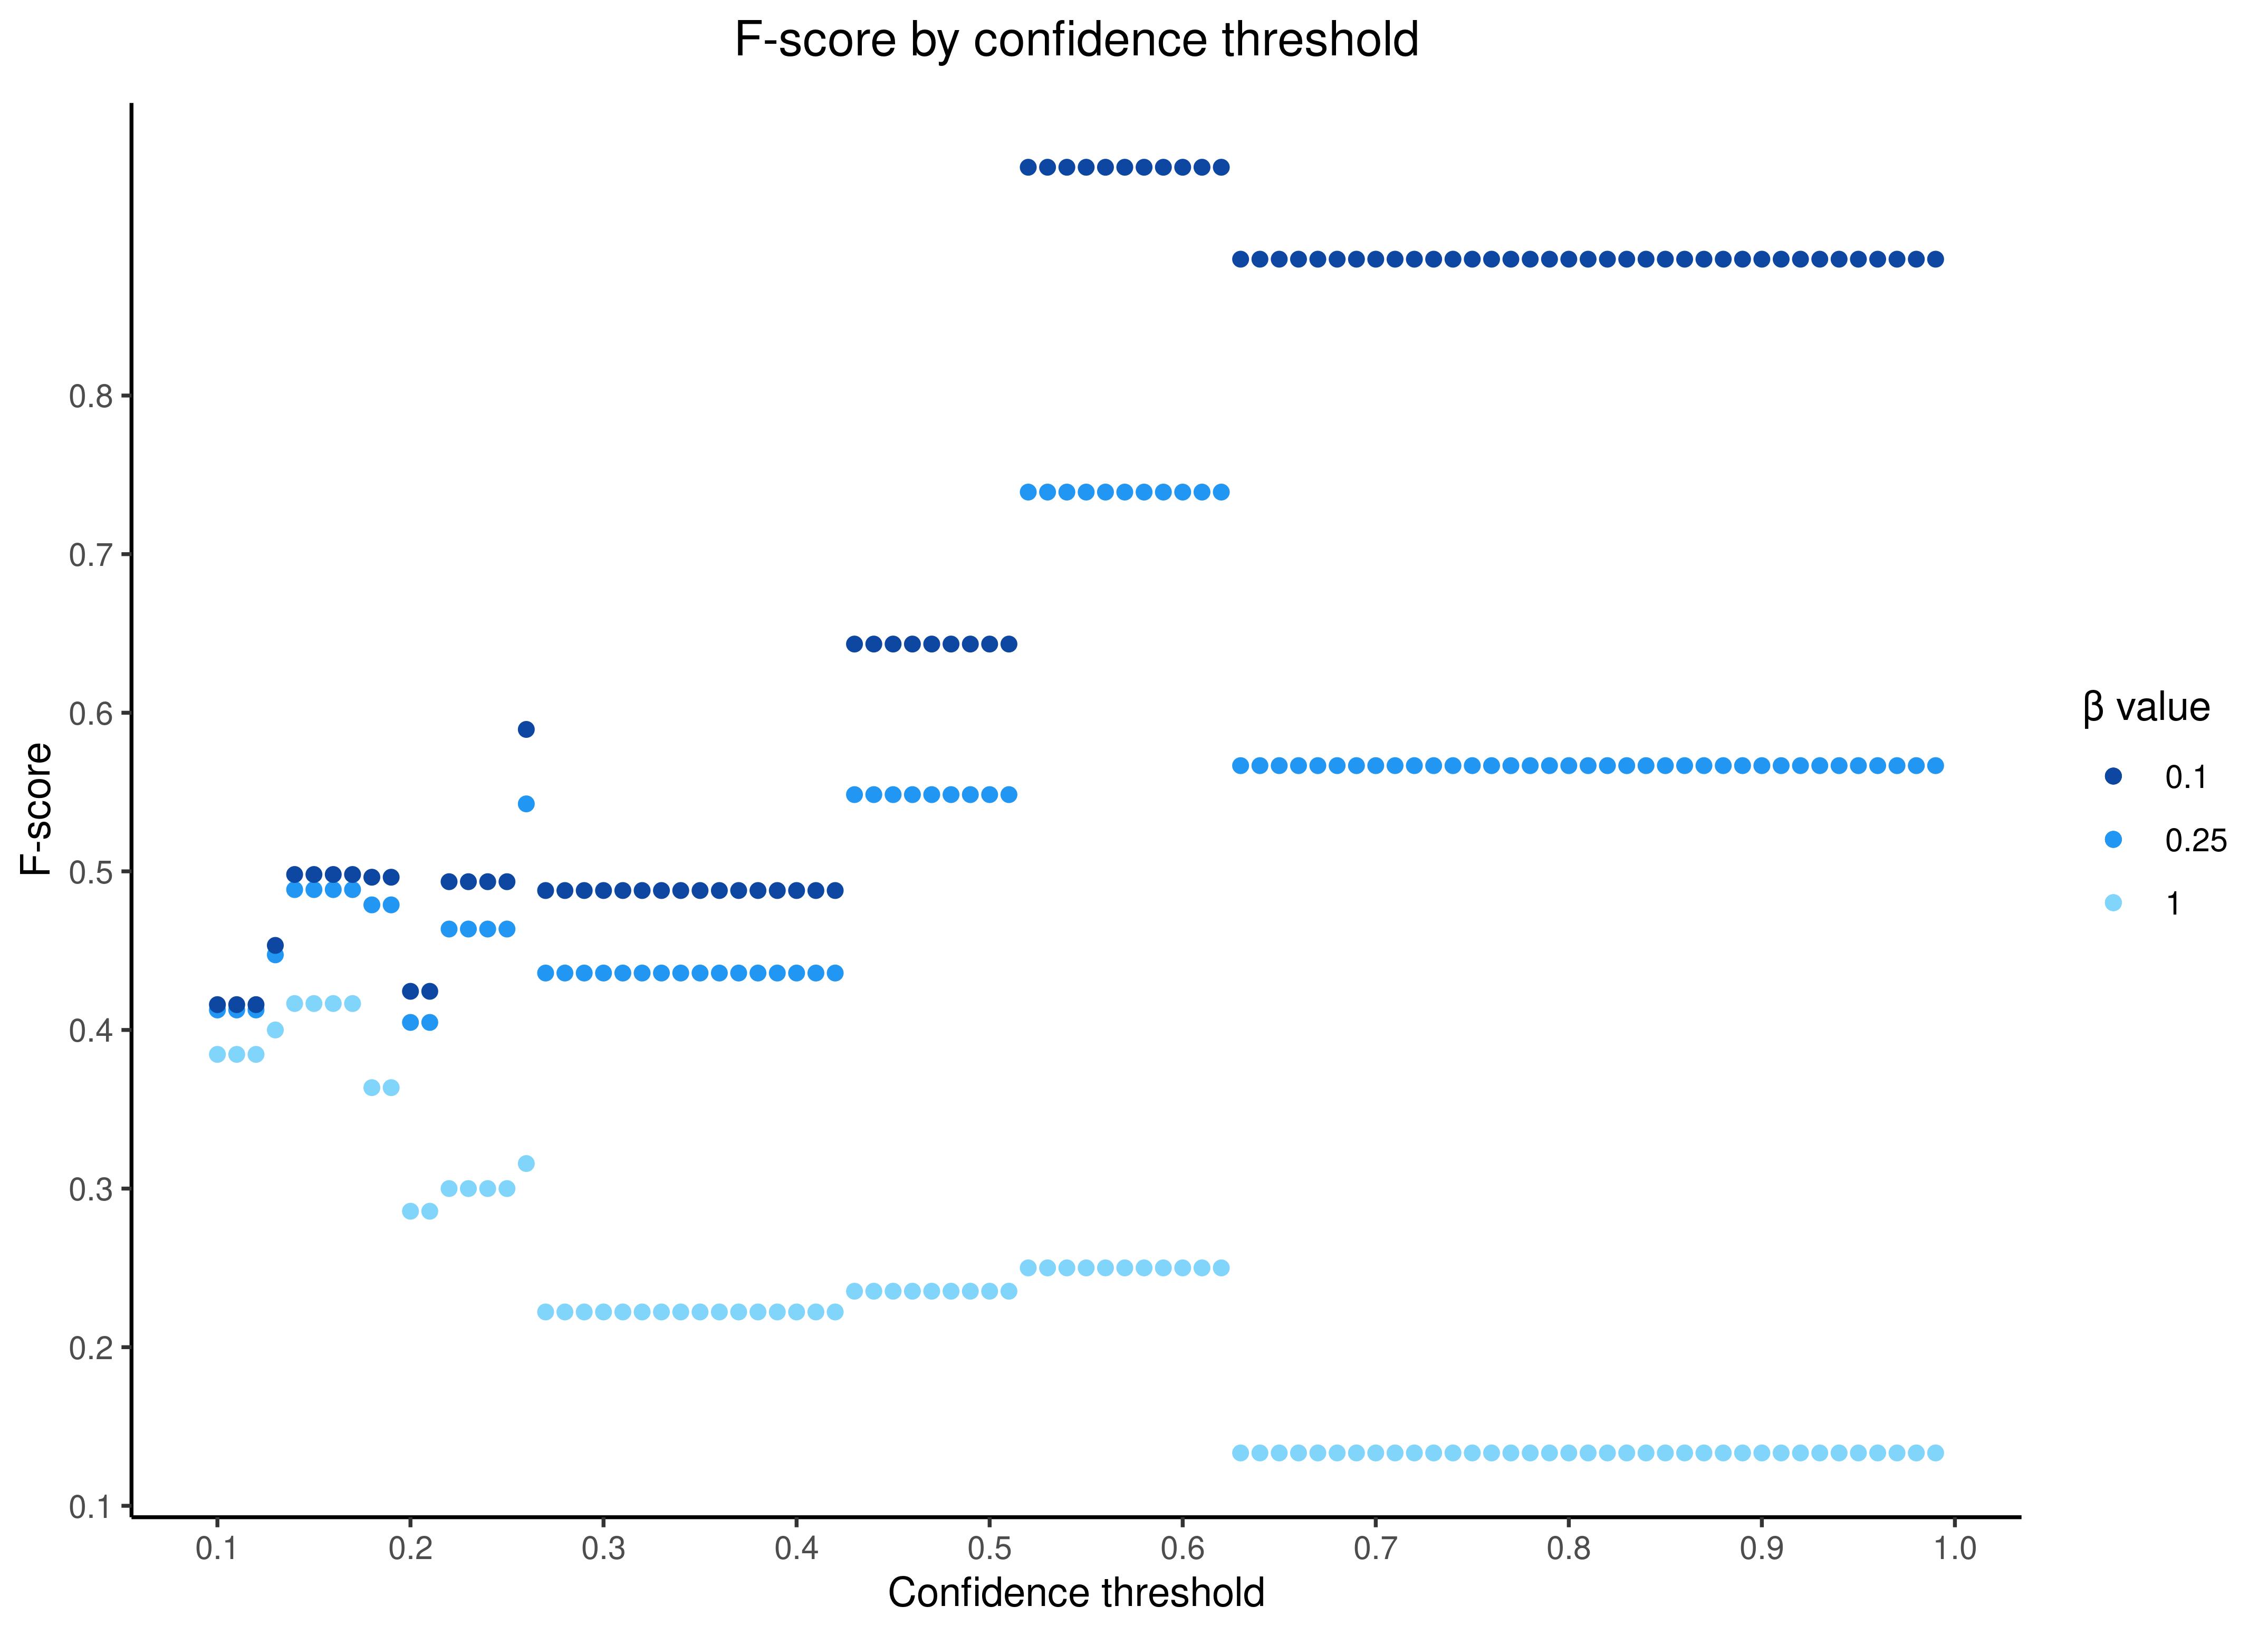 F-score by confidence threshold
F-score
0.8
0.7
0.6
0.5
0.4
0.3
0.2
0.1
0.1 0.2 0.3 0.4 0.5 0.6 0.7 0.8 0.9 1.0
Confidence threshold
β value
0.1
0.25
1